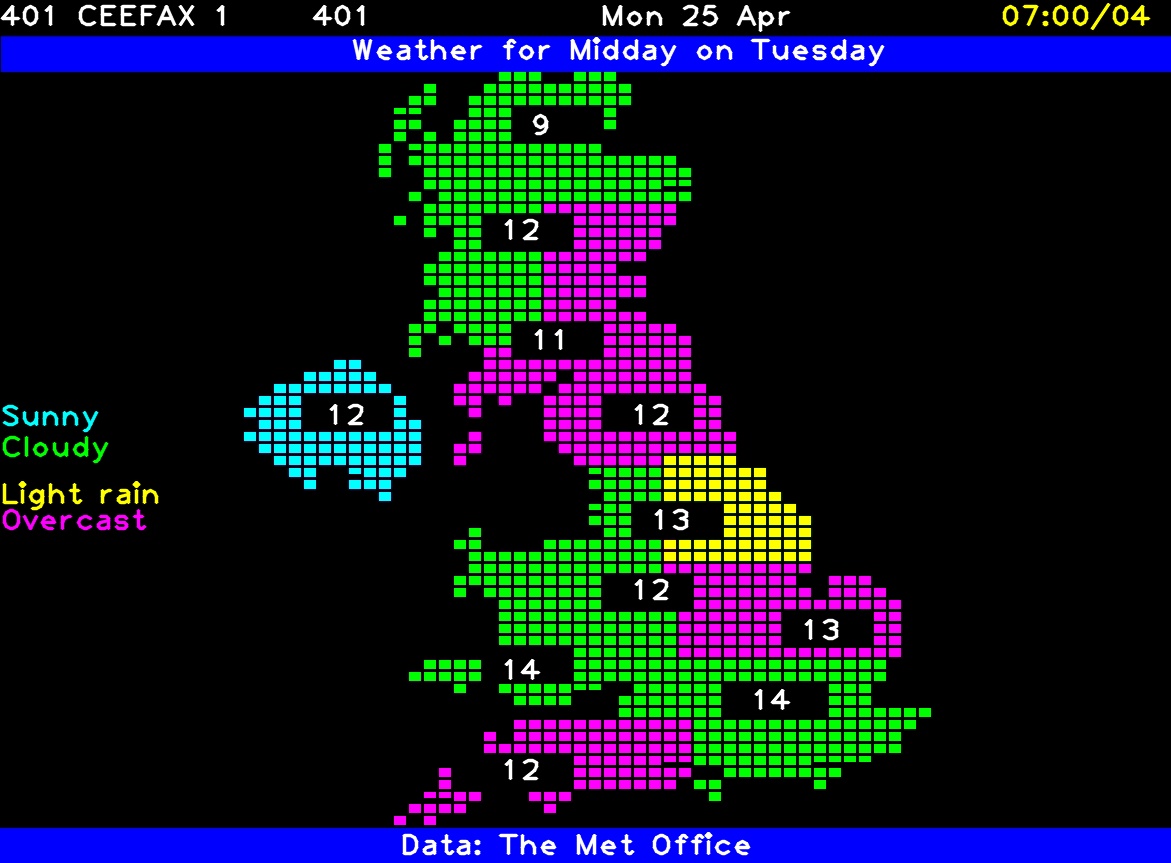 401 CEEFAX 1 401 Mon 25 Apr 07:00/04
Weather for Midday on Tuesday
9
12
11
Sunny 12 12
Cloudy
Light rain
Overcast 13
12
13
14
14
12
Data: The Met Office